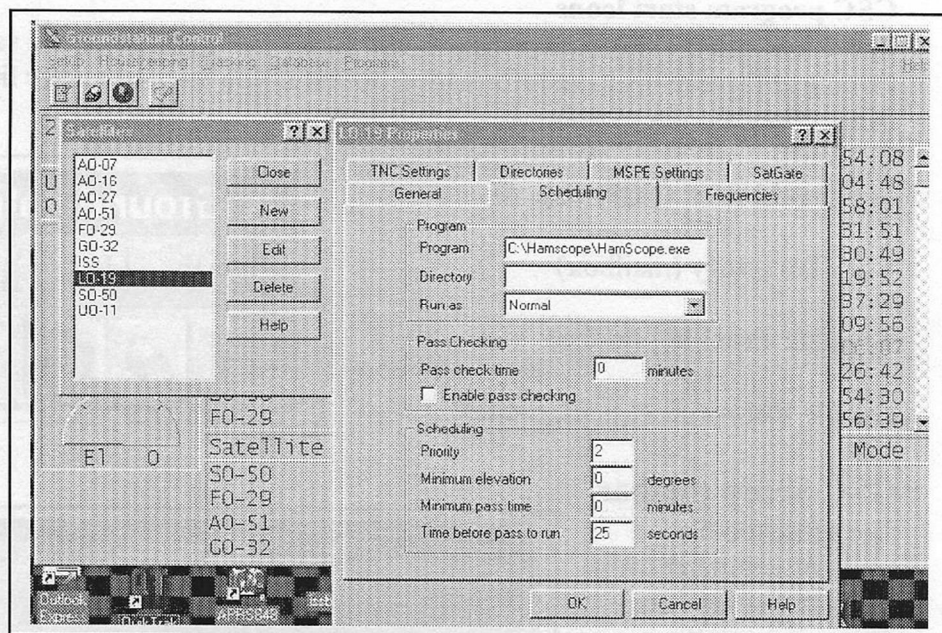 Groundstation Control
Setup Housekeeping Tracking Database Programs Help
Satellites
AO-07
AO-16
AO-27
AO-51
FO-29
GO-32
ISS
LO-19
SO-50
UO-11
Close
New
Edit
Delete
Help
LO-19 Properties
TNC Settings Directories MSPE Settings SatGate
General Scheduling Frequencies
Program
Program C:\Hamscope\HamScope.exe
Directory
Run as Normal
Pass Checking
Pass check time 0 minutes
Enable pass checking
Scheduling
Priority 2
Minimum elevation 0 degrees
Minimum pass time 0 minutes
Time before pass to run 25 seconds
OK Cancel Help
2
U
O
54:08
04:48
58:01
31:51
30:49
19:52
37:29
09:56
26:42
54:30
56:39
FO-29
El 0
Satellite Mode
SO-50
FO-29
AO-51
GO-32
Outlook
Express
QuikTrak
APRS848